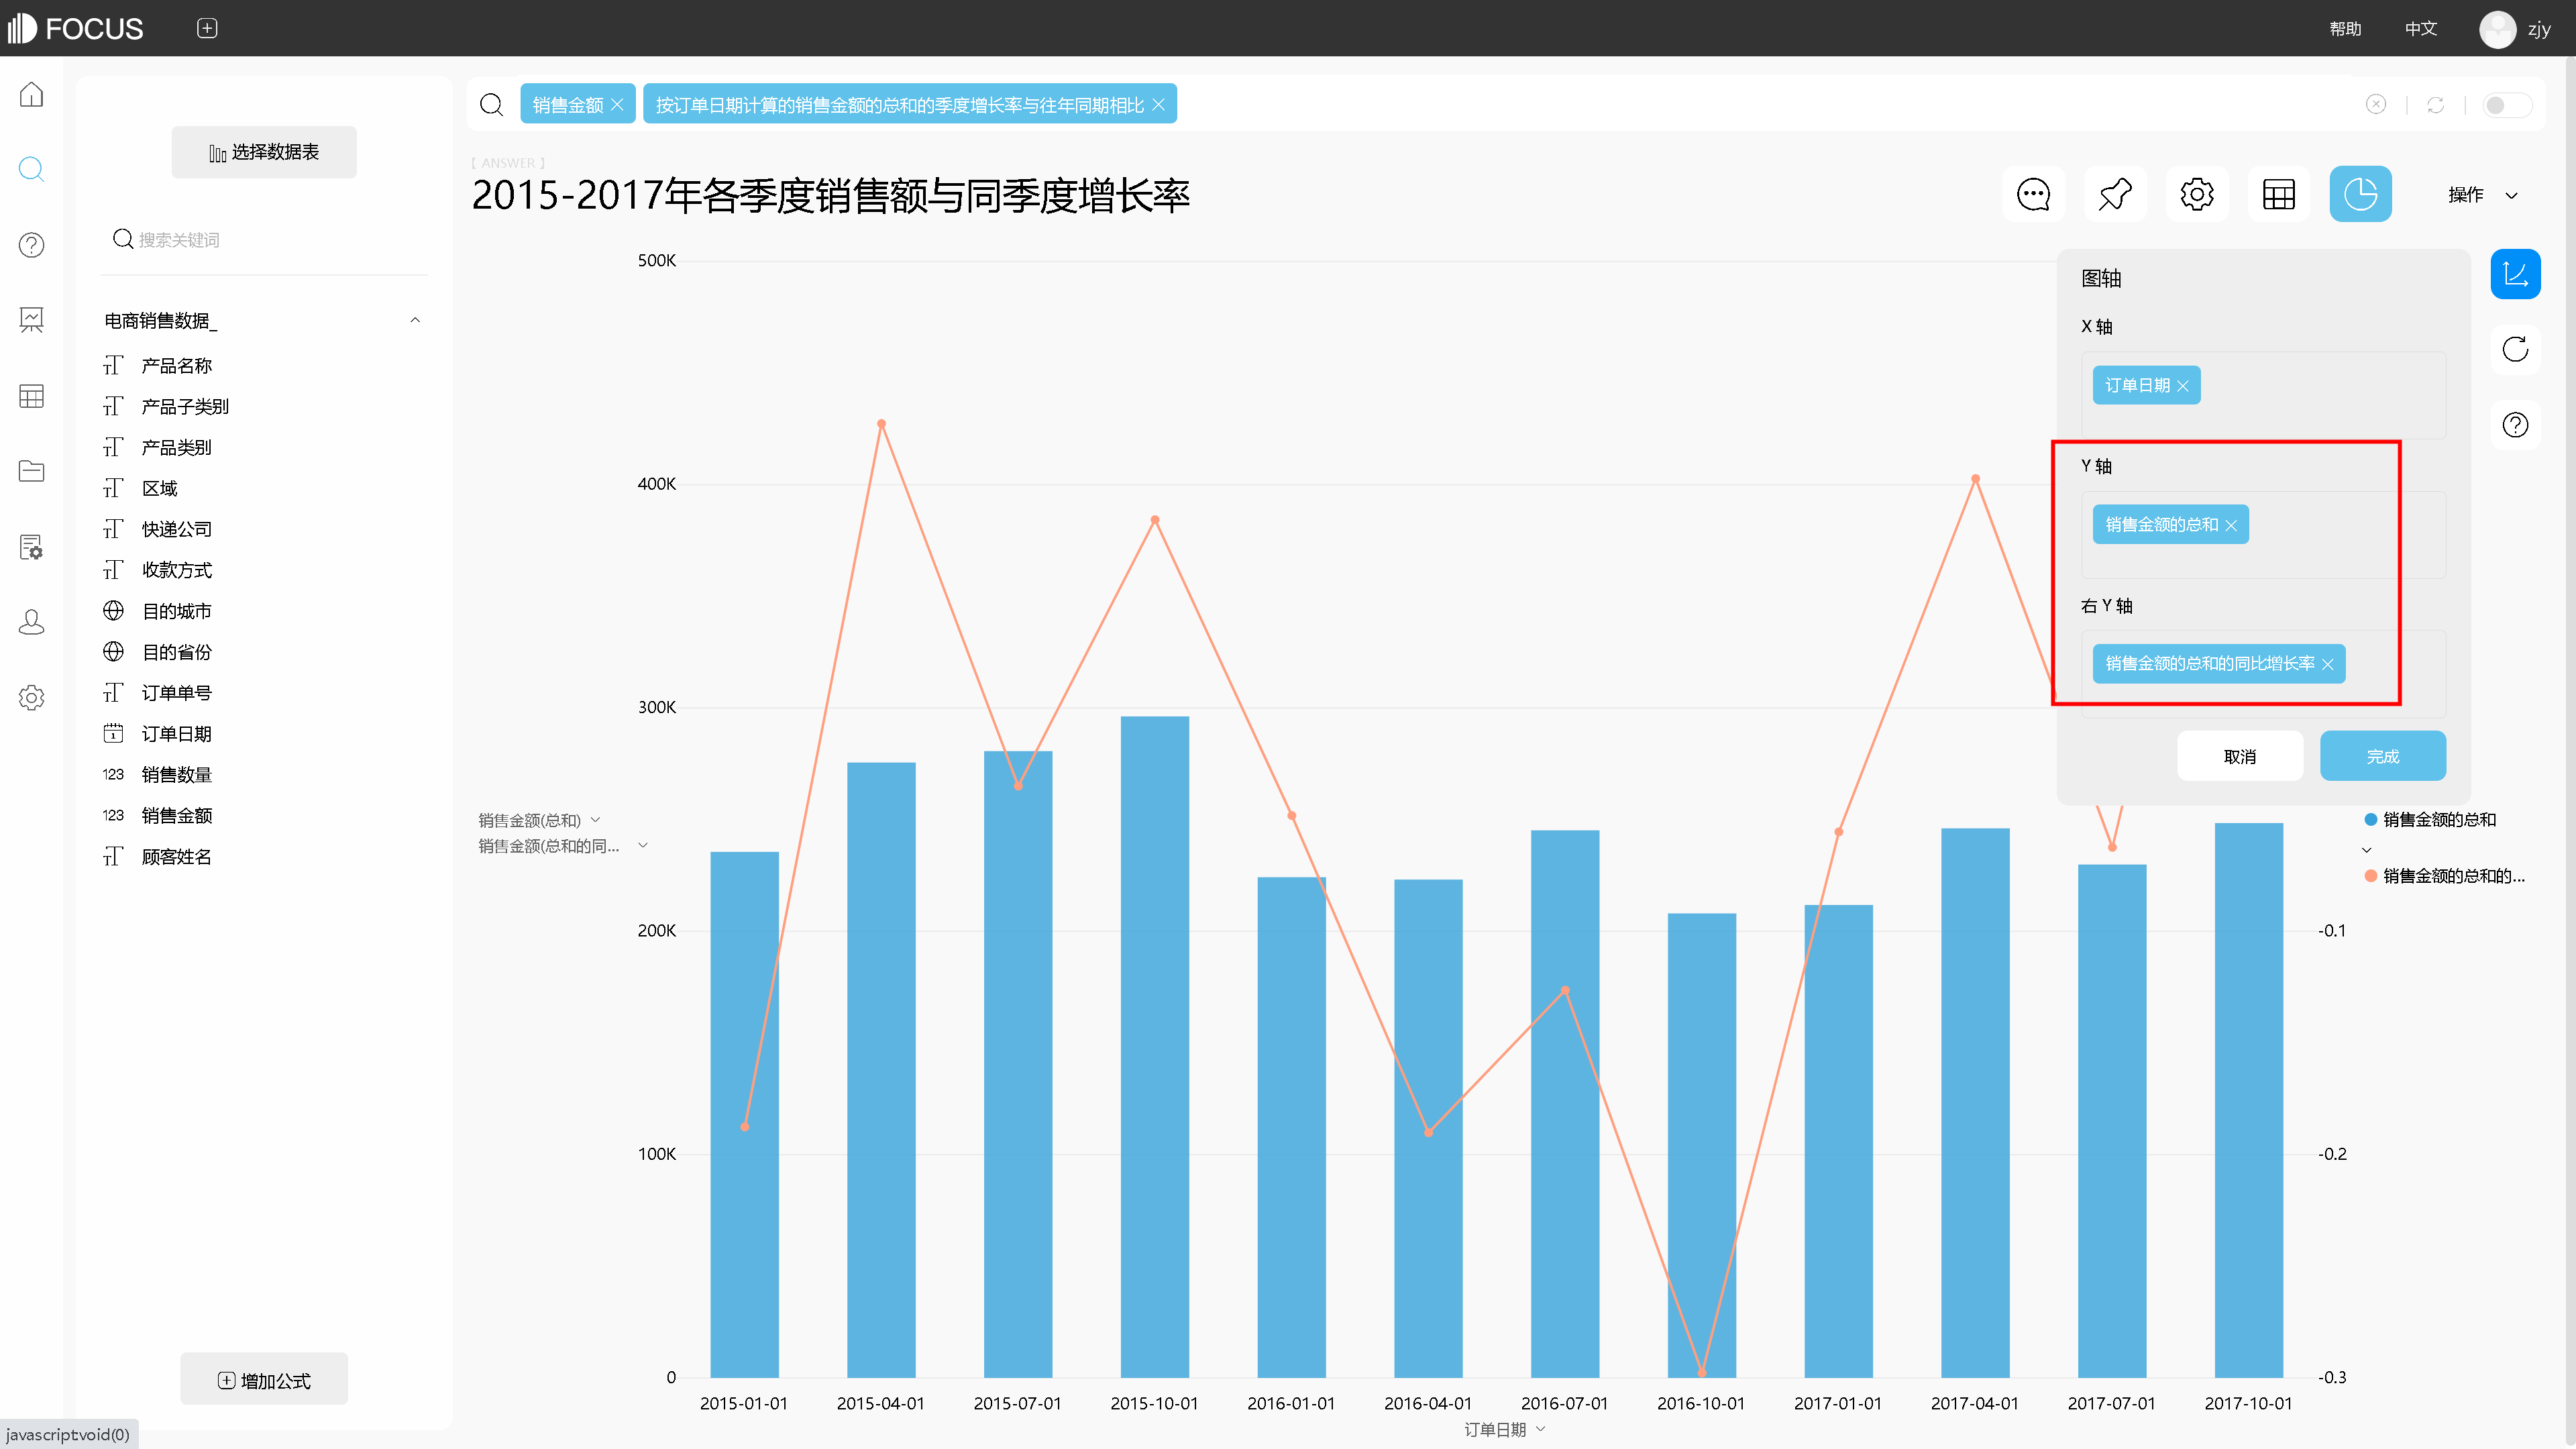 FOCUS
帮助
中文
zjy
选择数据表
搜索关键词
电商销售数据_
产品名称
产品子类别
产品类别
区域
快递公司
收款方式
目的城市
目的省份
订单单号
订单日期
123 销售数量
123 销售金额
顾客姓名
增加公式
javascript:void(0)
销售金额
按订单日期计算的销售金额的总和的季度增长率与往年同期相比
【 ANSWER 】
2015-2017年各季度销售额与同季度增长率
操作
500K
400K
300K
200K
100K
0
销售金额(总和)
销售金额(总和的同...
2015-01-01
2015-04-01
2015-07-01
2015-10-01
2016-01-01
2016-04-01
2016-07-01
2016-10-01
2017-01-01
2017-04-01
2017-07-01
2017-10-01
订单日期
-0.1
-0.2
-0.3
图轴
X 轴
订单日期
Y 轴
销售金额的总和
右 Y 轴
销售金额的总和的同比增长率
取消
完成
销售金额的总和
销售金额的总和的...